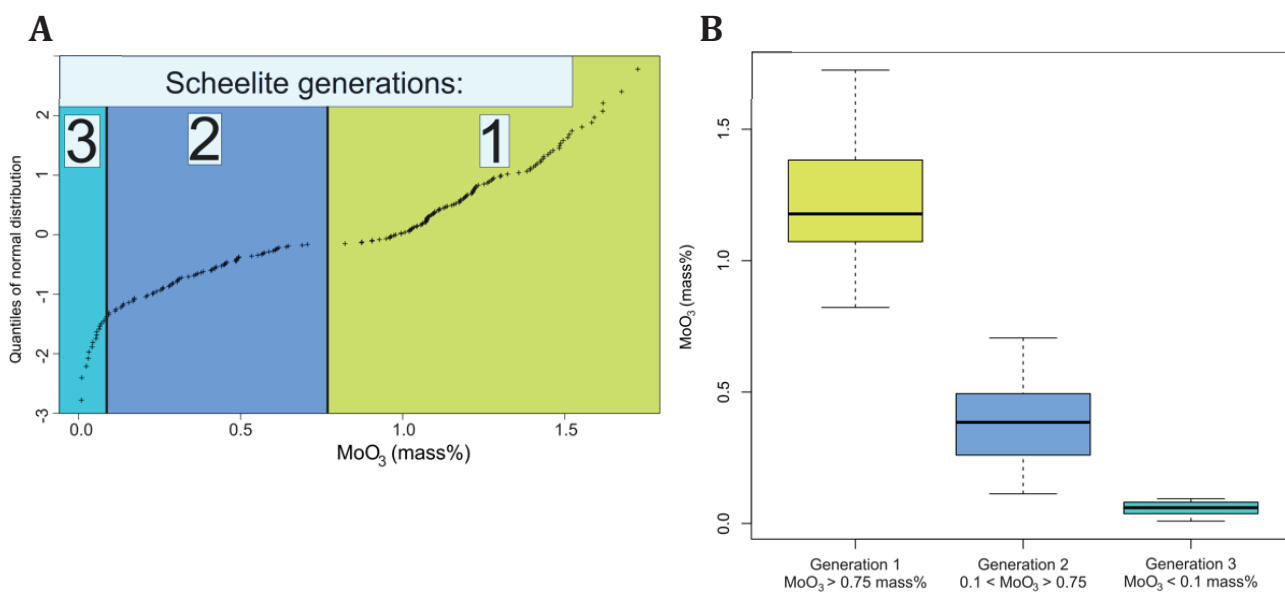 A
Scheelite generations:
3
2
1
Quantiles of normal distribution
2
1
0
-1
-2
-3
0.0
0.5
1.0
1.5
MoO₃ (mass%)
B
MoO₃ (mass%)
1.5
1.0
0.5
0.0
Generation 1
MoO₃ > 0.75 mass%
Generation 2
0.1 < MoO₃ > 0.75
Generation 3
MoO₃ < 0.1 mass%